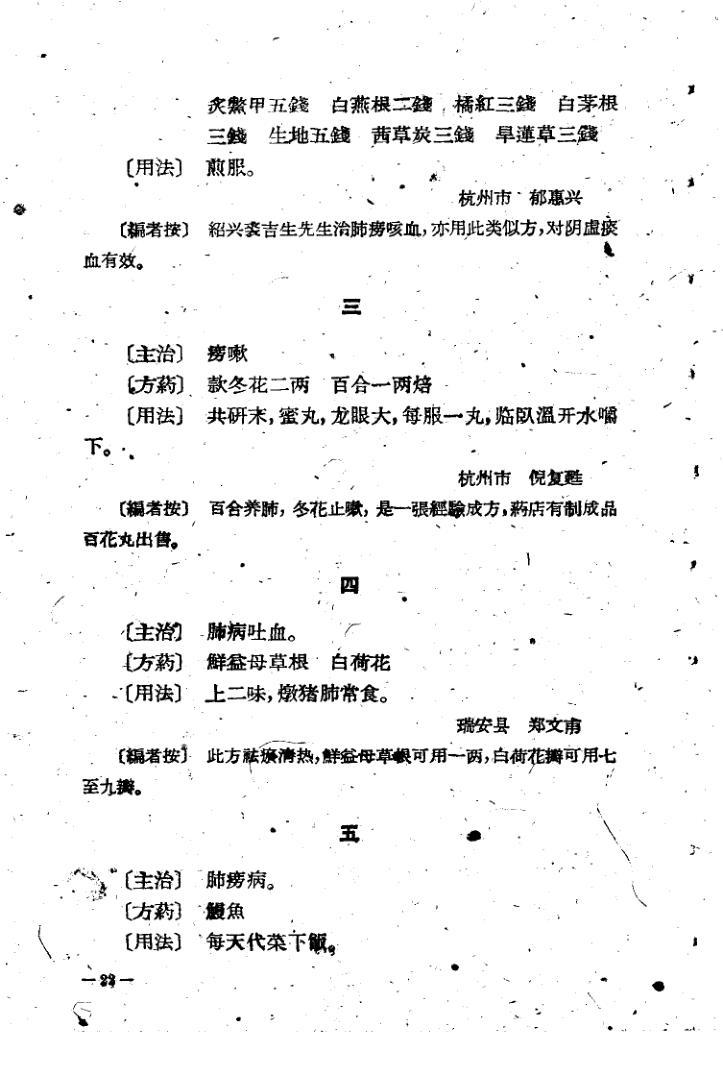 炙鱉甲五錢 白燕根二錢 橘紅三錢 白茅根
三錢 生地五錢 茜草炭三錢 旱蓮草三錢
〔用法〕 煎服。
杭州市 郁惠兴
〔編者按〕 紹兴裘吉生先生治肺癆咳血,亦用此类似方,对阴虛痰
血有效。
三
〔主治〕 癆嗽
〔方葯〕 款冬花二两 百合一两焙
〔用法〕 共研末,蜜丸,龙眼大,每服一丸,临臥溫开水嚼
下。
杭州市 倪复甦
〔編者按〕 百合养肺,冬花止嗽,是一張經驗成方,葯店有制成品
百花丸出售。
四
〔主治〕 肺病吐血。
〔方葯〕 鮮益母草根 白荷花
〔用法〕 上二味,燉猪肺常食。
瑞安县 郑文甫
〔編者按〕 此方祛瘀淸热,鮮益母草根可用一两,白荷花瓣可用七
至九瓣。
五
〔主治〕 肺癆病。
〔方葯〕 鰻魚
〔用法〕 每天代菜下飯。